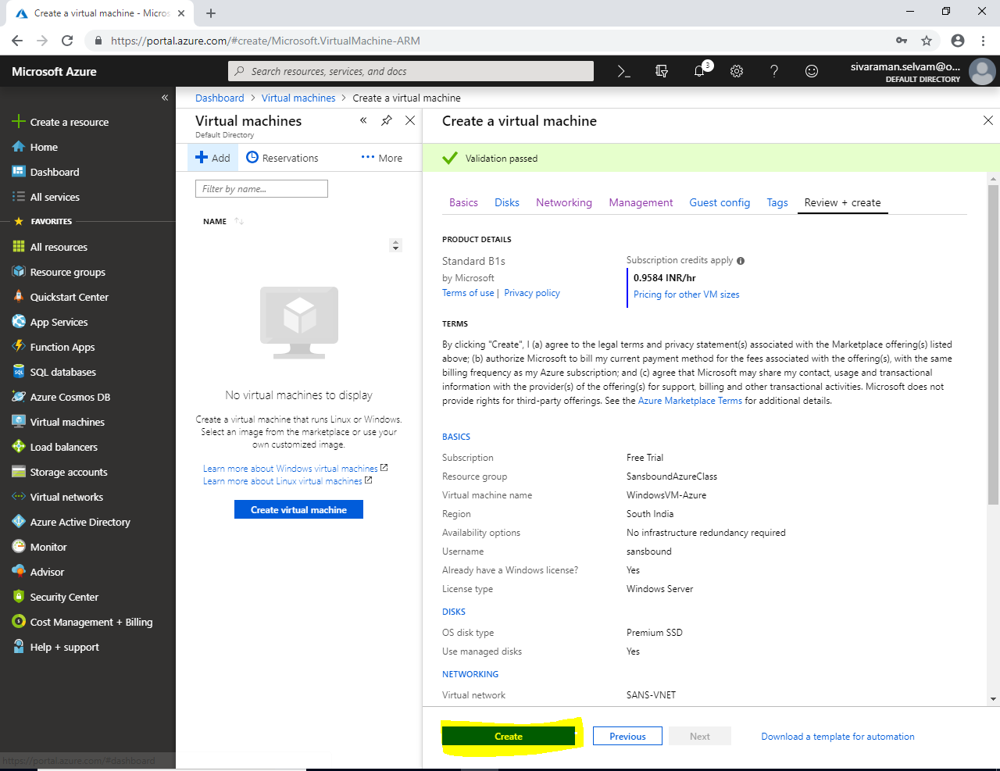 Create a virtual machine - Micros
https://portal.azure.com/#create/Microsoft.VirtualMachine-ARM
Microsoft Azure
Search resources, services, and docs
3
sivaraman.selvam@o...
DEFAULT DIRECTORY
Create a resource
Home
Dashboard
All services
FAVORITES
All resources
Resource groups
Quickstart Center
App Services
Function Apps
SQL databases
Azure Cosmos DB
Virtual machines
Load balancers
Storage accounts
Virtual networks
Azure Active Directory
Monitor
Advisor
Security Center
Cost Management + Billing
Help + support
https://portal.azure.com/#dashboard
Dashboard > Virtual machines > Create a virtual machine
Virtual machines
Default Directory
Add Reservations More
Filter by name...
NAME
No virtual machines to display
Create a virtual machine that runs Linux or Windows.
Select an image from the marketplace or use your
own customized image.
Learn more about Windows virtual machines
Learn more about Linux virtual machines
Create virtual machine
Create a virtual machine
Validation passed
Basics Disks Networking Management Guest config Tags Review + create
PRODUCT DETAILS
Standard B1s
by Microsoft
Terms of use | Privacy policy
Subscription credits apply
0.9584 INR/hr
Pricing for other VM sizes
TERMS
By clicking "Create", I (a) agree to the legal terms and privacy statement(s) associated with the Marketplace offering(s) listed
above; (b) authorize Microsoft to bill my current payment method for the fees associated with the offering(s), with the same
billing frequency as my Azure subscription; and (c) agree that Microsoft may share my contact, usage and transactional
information with the provider(s) of the offering(s) for support, billing and other transactional activities. Microsoft does not
provide rights for third-party offerings. See the Azure Marketplace Terms for additional details.
BASICS
Subscription Free Trial
Resource group SansboundAzureClass
Virtual machine name WindowsVM-Azure
Region South India
Availability options No infrastructure redundancy required
Username sansbound
Already have a Windows license? Yes
License type Windows Server
DISKS
OS disk type Premium SSD
Use managed disks Yes
NETWORKING
Virtual network SANS-VNET
Create Previous Next Download a template for automation